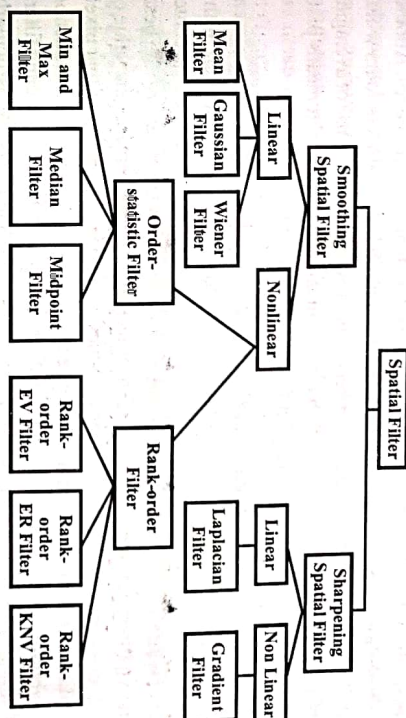 Spatial Filter
Smoothing
Spatial Filter
Sharpening
Spatial Filter
Linear
Nonlinear
Linear
Non Linear
Mean
Filter
Gaussian
Filter
Wiener
Filter
Laplacian
Filter
Gradient
Filter
Order-
statistic Filter
Rank-order
Filter
Min and
Max
Filter
Median
Filter
Midpoint
Filter
Rank-
order
EV Filter
Rank-
order
ER Filter
Rank-
order
KNV Filter